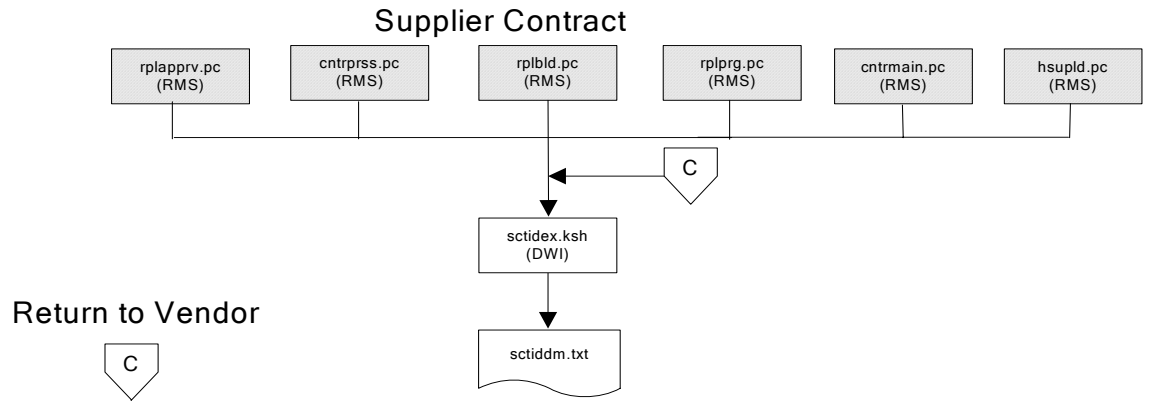 Supplier Contract
rplapprv.pc
(RMS)
cntrprss.pc
(RMS)
rplbld.pc
(RMS)
rplprg.pc
(RMS)
cntrmain.pc
(RMS)
hsupld.pc
(RMS)
C
sctidex.ksh
(DWI)
sctiddm.txt
Return to Vendor
C